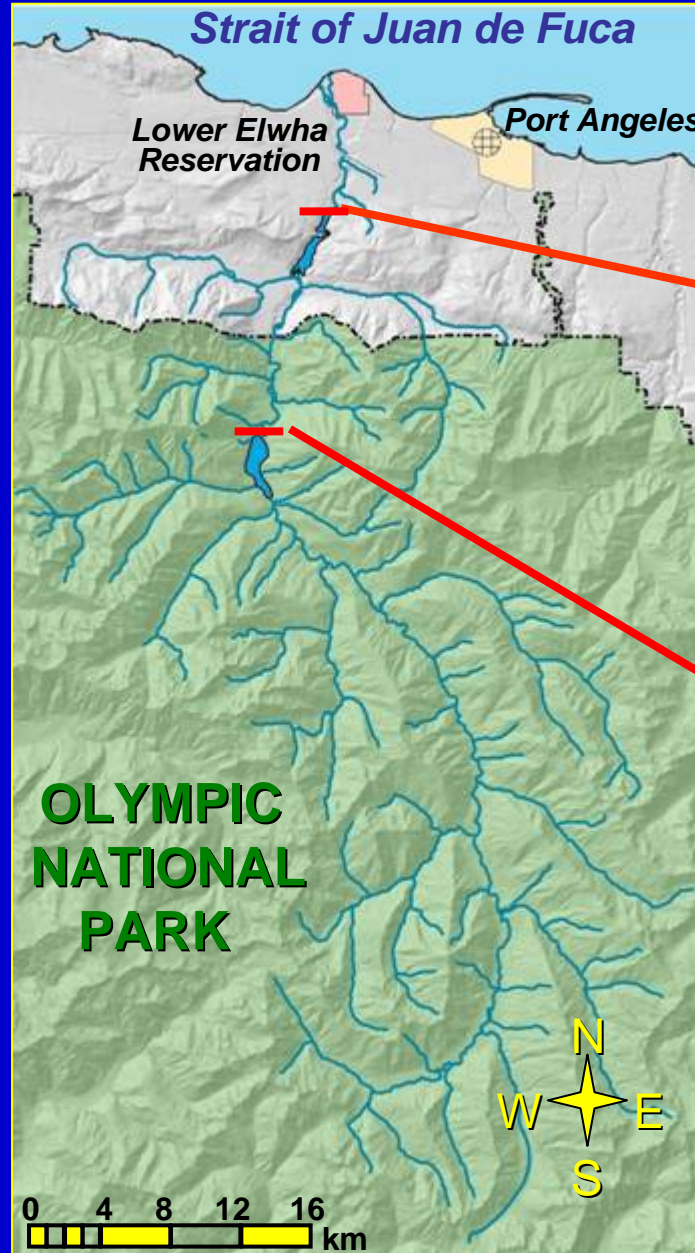 Strait of Juan de Fuca
Lower Elwha
Reservation
Port Angeles
OLYMPIC
NATIONAL
PARK
N
W E
S
0 4 8 12 16
km